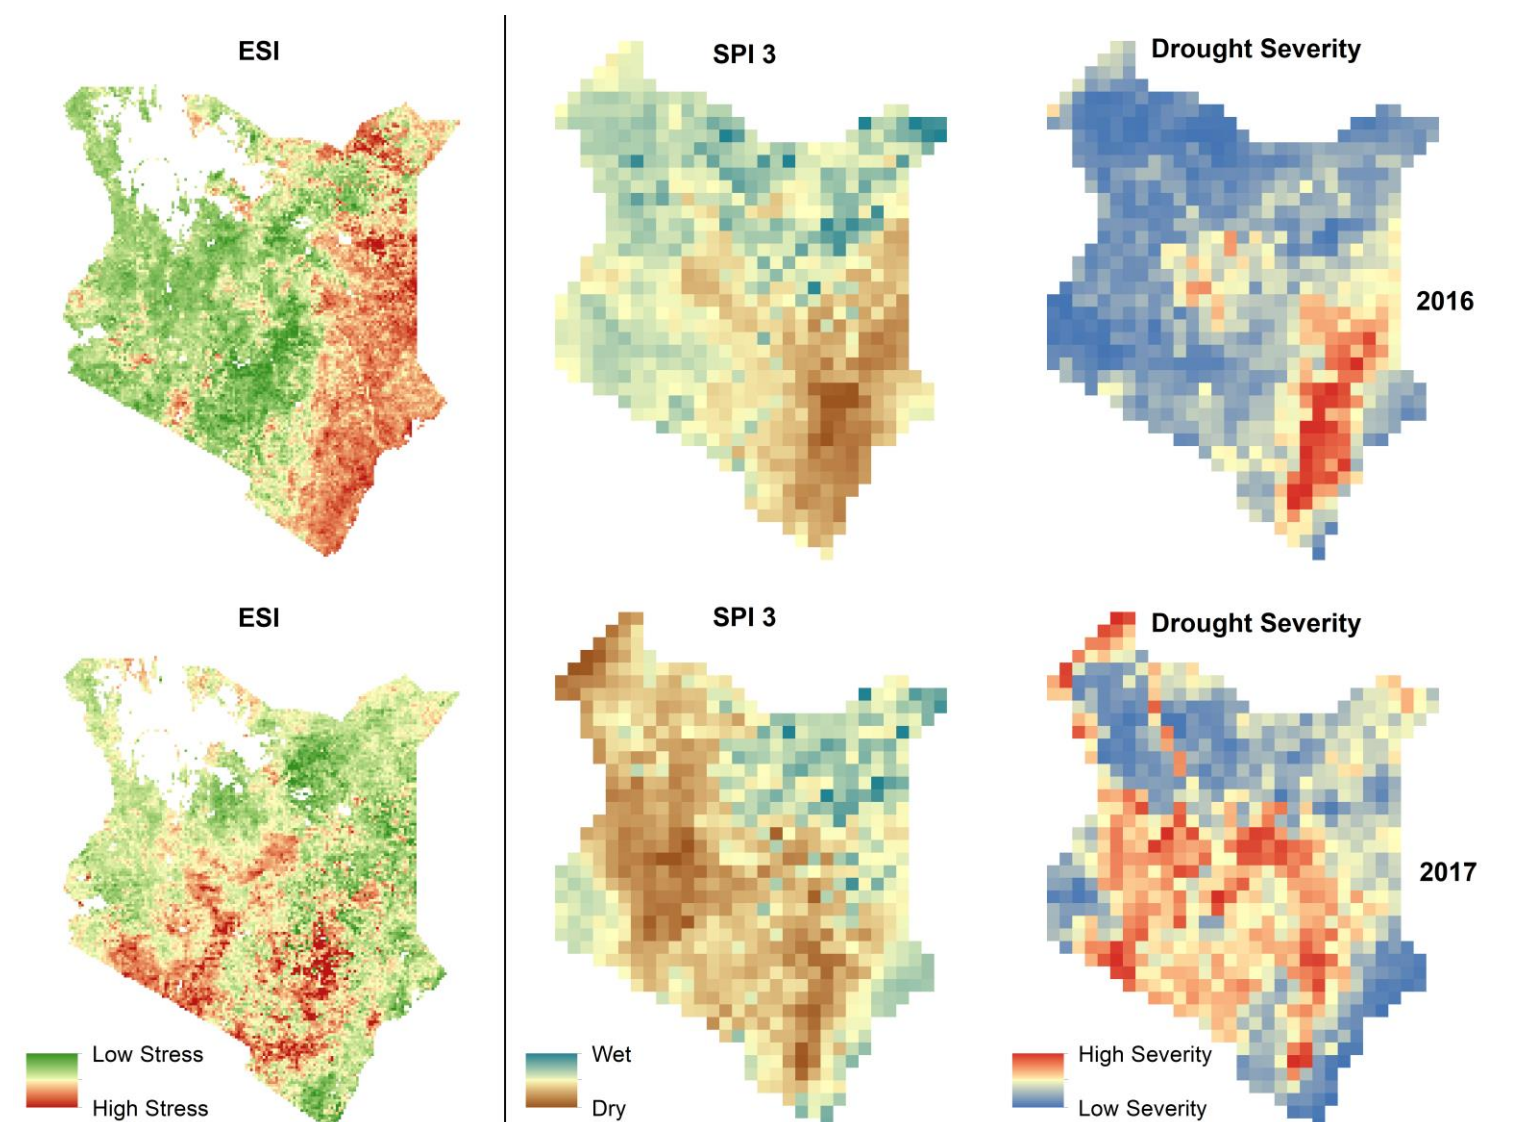 ESI
SPI 3
Drought Severity
2016
ESI
SPI 3
Drought Severity
2017
Low Stress
High Stress
Wet
Dry
High Severity
Low Severity